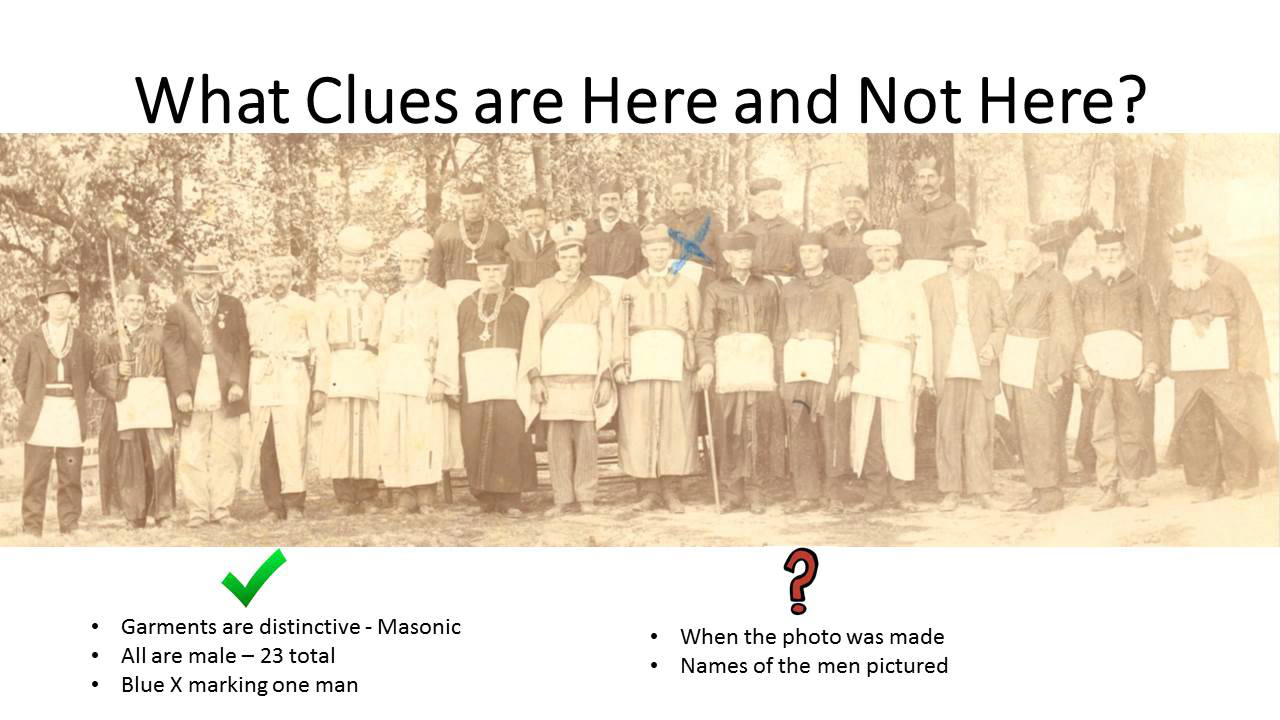 What Clues are Here and Not Here?
• Garments are distinctive - Masonic
• All are male – 23 total
• Blue X marking one man
• When the photo was made
• Names of the men pictured